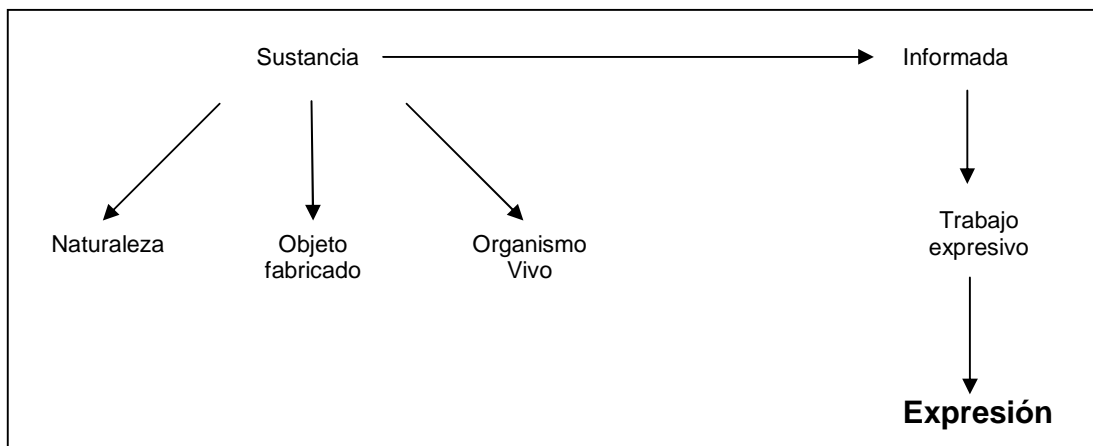 Sustancia
Informada
Naturaleza
Objeto
fabricado
Organismo
Vivo
Trabajo
expresivo
Expresión